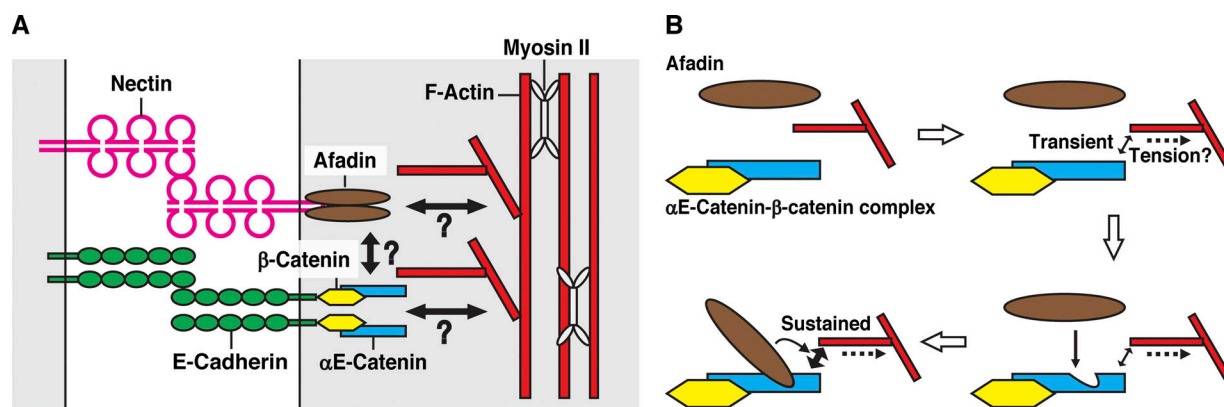 A
Myosin II
Nectin
F-Actin
Afadin
?
?
β-Catenin
?
E-Cadherin
αE-Catenin
B
Afadin
Transient
Tension?
αE-Catenin-β-catenin complex
Sustained